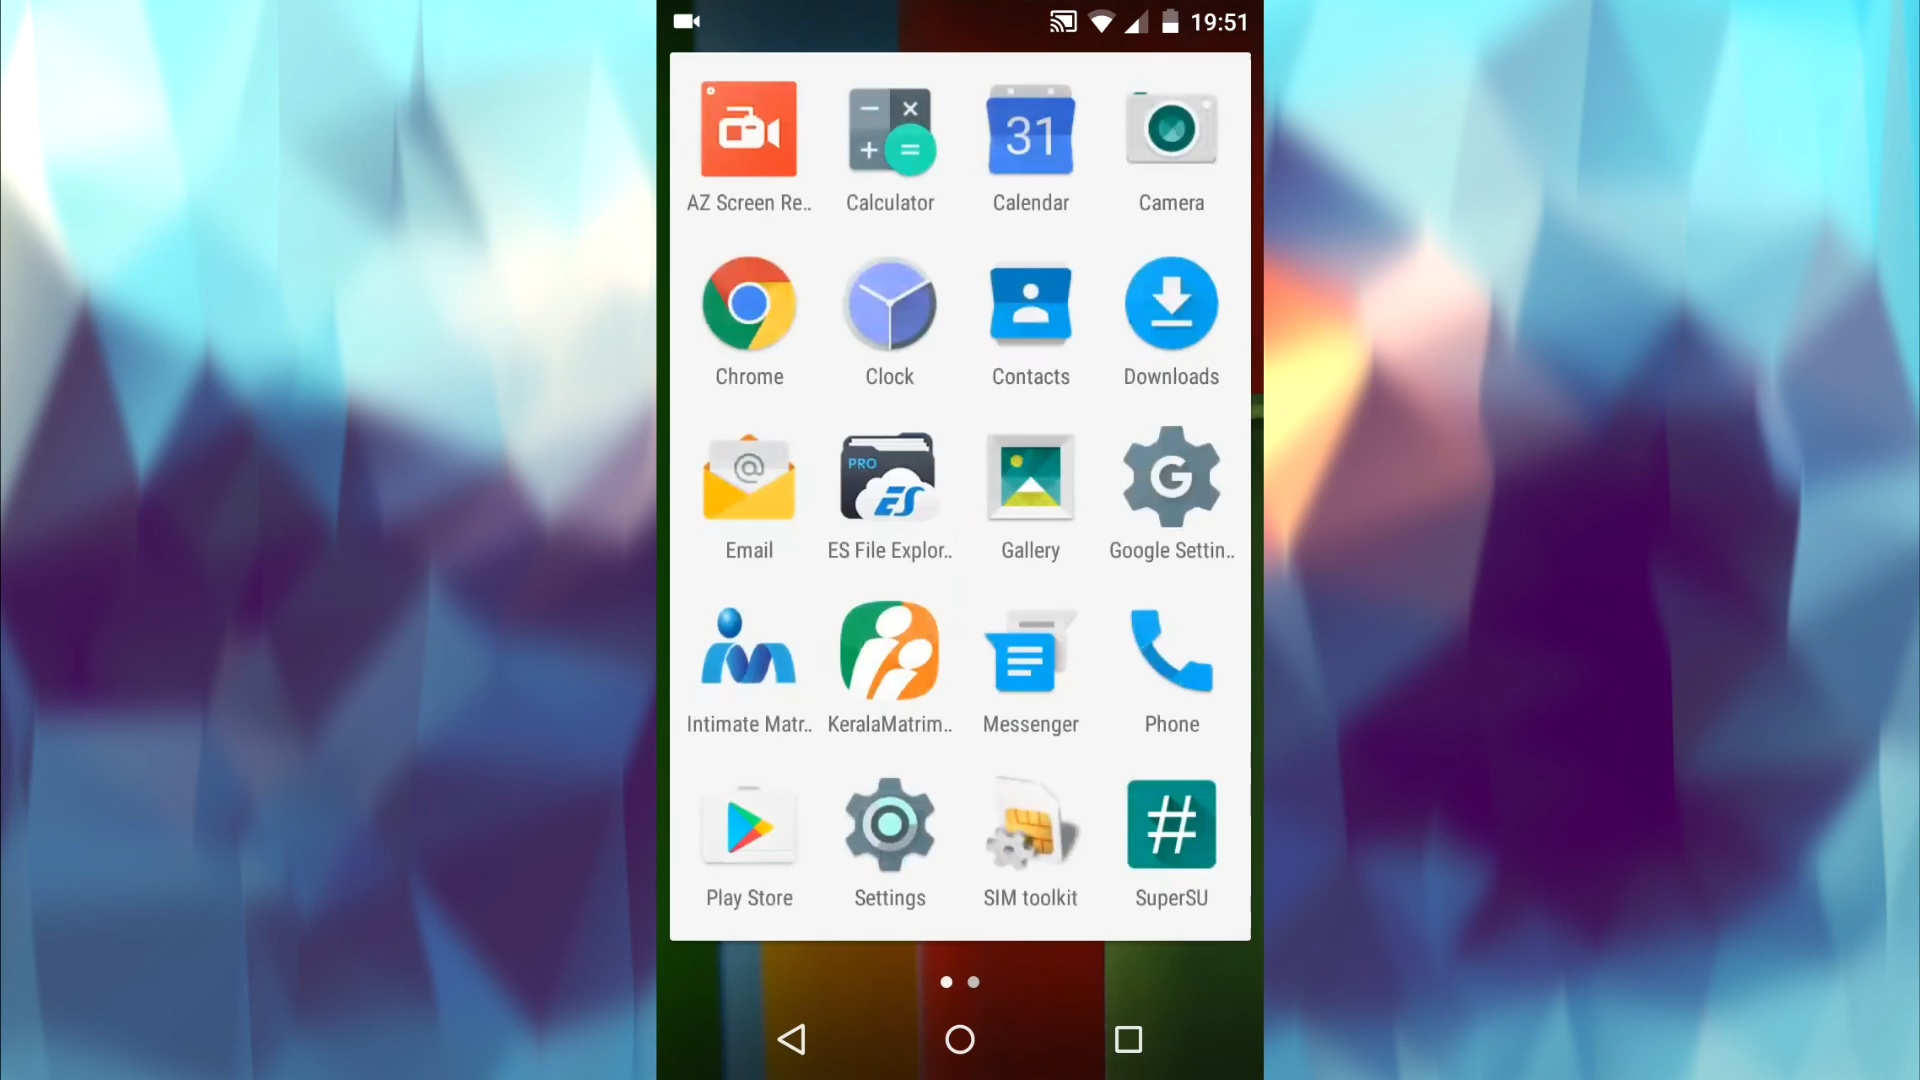 19:51
31
AZ Screen Re.. Calculator Calendar Camera
Chrome Clock Contacts Downloads
@ PRO ES G
Email ES File Explor.. Gallery Google Settin..
Intimate Matr.. KeralaMatrim.. Messenger Phone
#
Play Store Settings SIM toolkit SuperSU